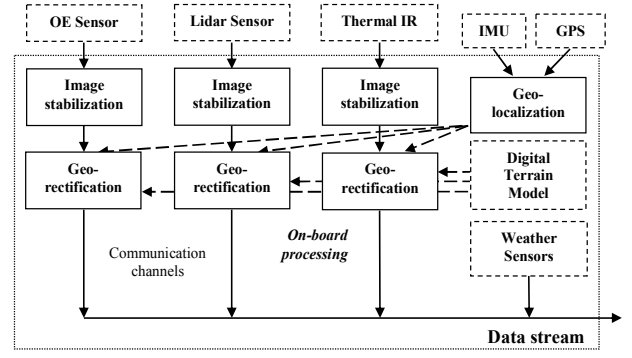 OE Sensor
Lidar Sensor
Thermal IR
IMU
GPS
Image
stabilization
Image
stabilization
Image
stabilization
Geo-
localization
Geo-
rectification
Geo-
rectification
Geo-
rectification
Digital
Terrain
Model
Communication
channels
On-board
processing
Weather
Sensors
Data stream